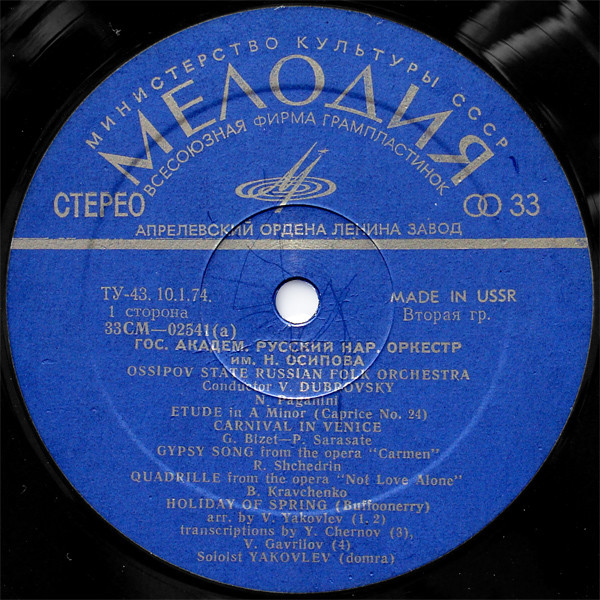 МИНИСТЕРСТВО КУЛЬТУРЫ СССР
МЕЛОДИЯ
ВСЕСОЮЗНАЯ ФИРМА ГРАМПЛАСТИНОК
СТЕРЕО
33
АПРЕЛЕВСКИЙ ОРДЕНА ЛЕНИНА ЗАВОД
ТУ-43. 10.1.74.
MADE IN USSR
1 сторона
Вторая гр.
33СМ—02541(а)
ГОС. АКАДЕМ. РУССКИЙ НАР. ОРКЕСТР
им. Н. ОСИПОВА
OSSIPOV STATE RUSSIAN FOLK ORCHESTRA
Conductor V. DUBROVSKY
N. Paganini
ETUDE in A Minor (Caprice No. 24)
CARNIVAL IN VENICE
G. Bizet—P. Sarasate
GYPSY SONG from the opera "Carmen"
R. Shchedrin
QUADRILLE from the opera "Not Love Alone"
B. Kravchenko
HOLIDAY OF SPRING (Buffoonerry)
arr. by V. Yakovlev (1. 2)
transcriptions by Y. Chernov (3),
V. Gavrilov (4)
Soloist YAKOVLEV (domra)